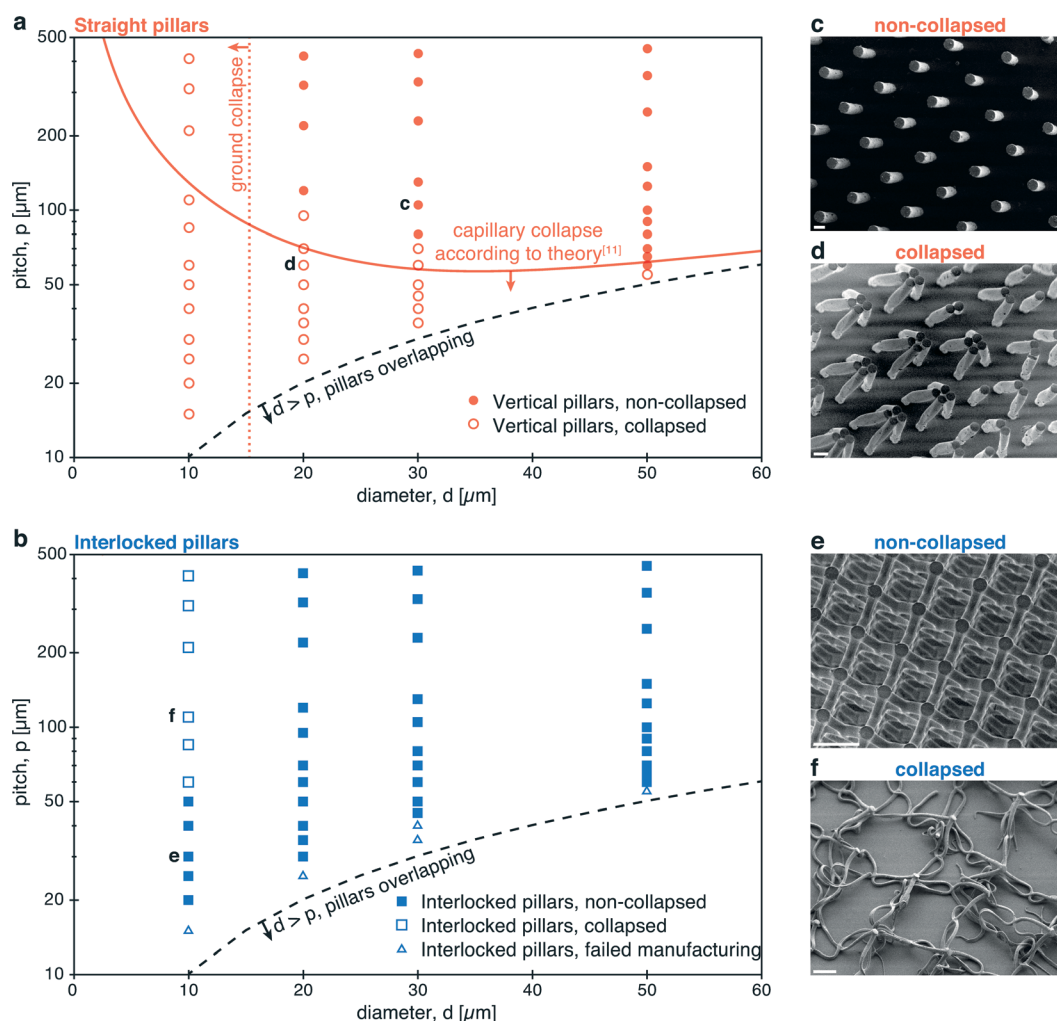 a
Straight pillars
500
200
100
50
20
10
pitch, p [µm]
ground collapse
c
d
capillary collapse
according to theory[11]
d > p, pillars overlapping
Vertical pillars, non-collapsed
Vertical pillars, collapsed
0
10
20
30
40
50
60
diameter, d [µm]
c
non-collapsed
d
collapsed
b
Interlocked pillars
500
200
100
50
20
10
pitch, p [µm]
f
e
d > p, pillars overlapping
Interlocked pillars, non-collapsed
Interlocked pillars, collapsed
Interlocked pillars, failed manufacturing
0
10
20
30
40
50
60
diameter, d [µm]
e
non-collapsed
f
collapsed